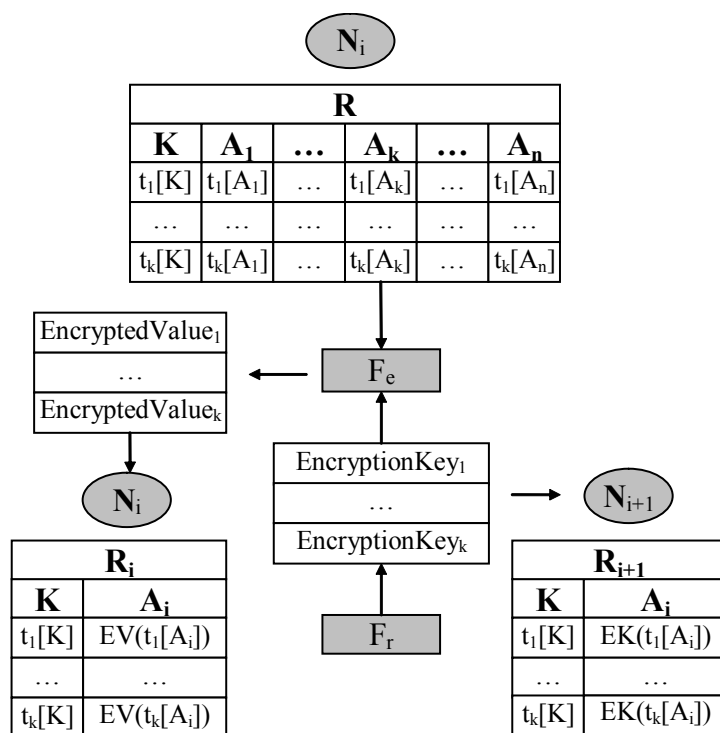 Nᵢ
R
K A₁ … Aₖ … Aₙ
t₁[K] t₁[A₁] … t₁[Aₖ] … t₁[Aₙ]
… … … … … …
tₖ[K] tₖ[A₁] … tₖ[Aₖ] … tₖ[Aₙ]
EncryptedValue₁
…
EncryptedValueₖ
Fₑ
EncryptionKey₁
…
EncryptionKeyₖ
Fᵣ
Nᵢ
Rᵢ
K Aᵢ
t₁[K] EV(t₁[Aᵢ])
… …
tₖ[K] EV(tₖ[Aᵢ])
Nᵢ₊₁
Rᵢ₊₁
K Aᵢ
t₁[K] EK(t₁[Aᵢ])
… …
tₖ[K] EK(tₖ[Aᵢ])